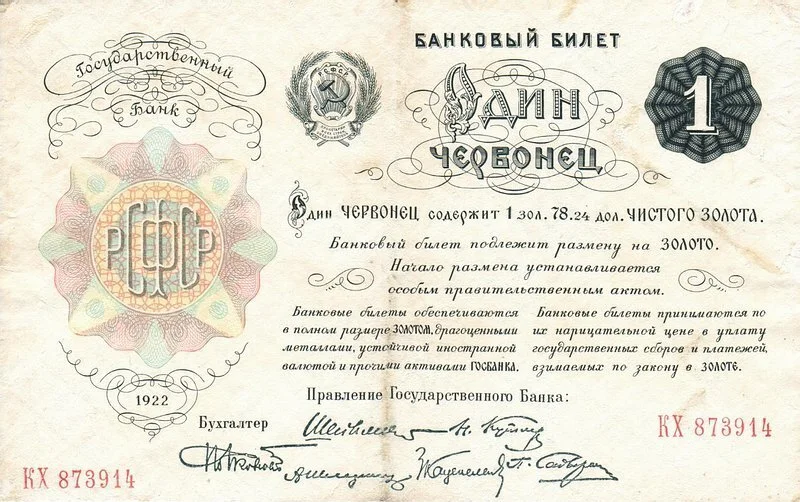 Государственный
Банк
РСФСР
БАНКОВЫЙ БИЛЕТ
Один
ЧЕРВОНЕЦ
1
РСФСР
Один ЧЕРВОНЕЦ содержит 1 зол. 78.24 дол. ЧИСТОГО ЗОЛОТА.
Банковый билет подлежит размену на ЗОЛОТО.
Начало размена устанавливается
особым правительственным актом.
Банковые билеты обеспечиваются
в полном размере ЗОЛОТОМ, драгоценными
металлами, устойчивой иностранной
валютой и прочими активами ГОСБАНКА.
Банковые билеты принимаются по
их нарицательной цене в уплату
государственных сборов и платежей,
взимаемых по закону в ЗОЛОТЕ.
1922
Правление Государственного Банка:
Бухгалтер
КХ 873914
КХ 873914